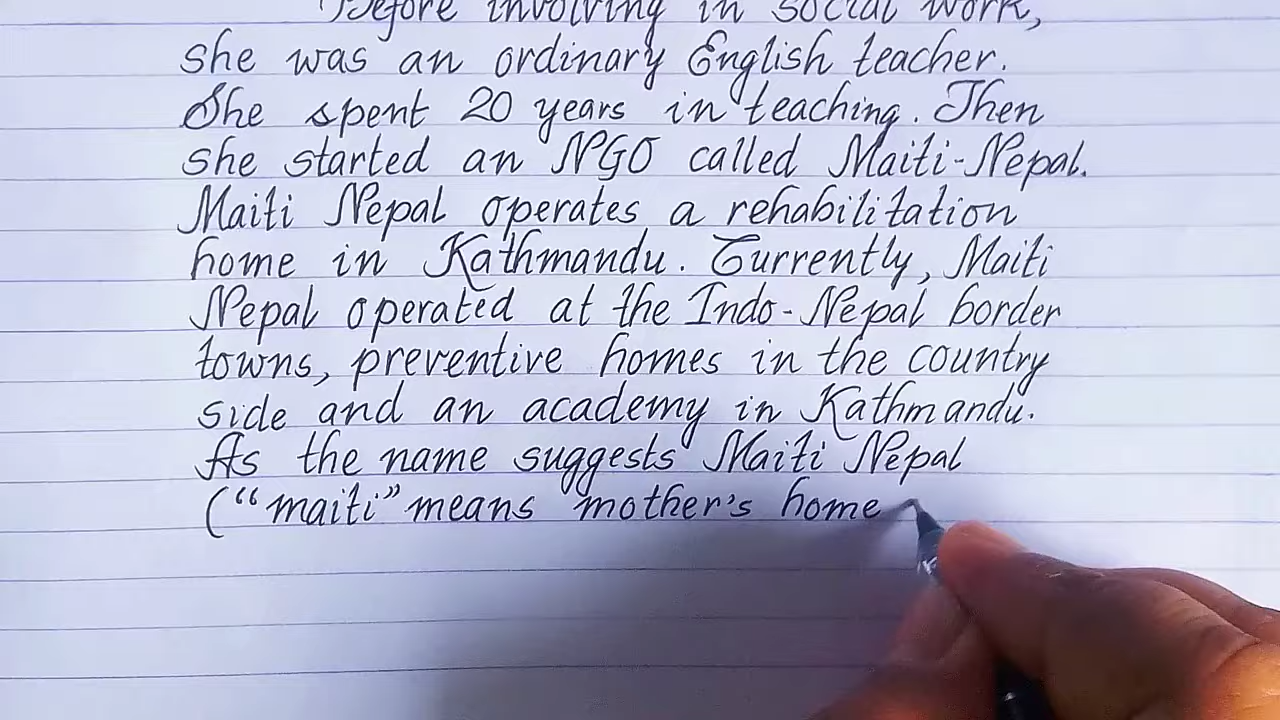 Before involving in social work,
she was an ordinary English teacher.
She spent 20 years in teaching. Then
she started an NGO called Maiti-Nepal.
Maiti Nepal operates a rehabilitation
home in Kathmandu. Currently, Maiti
Nepal operated at the Indo-Nepal border
towns, preventive homes in the country
side and an academy in Kathmandu.
As the name suggests Maiti Nepal
("maiti" means mother's home